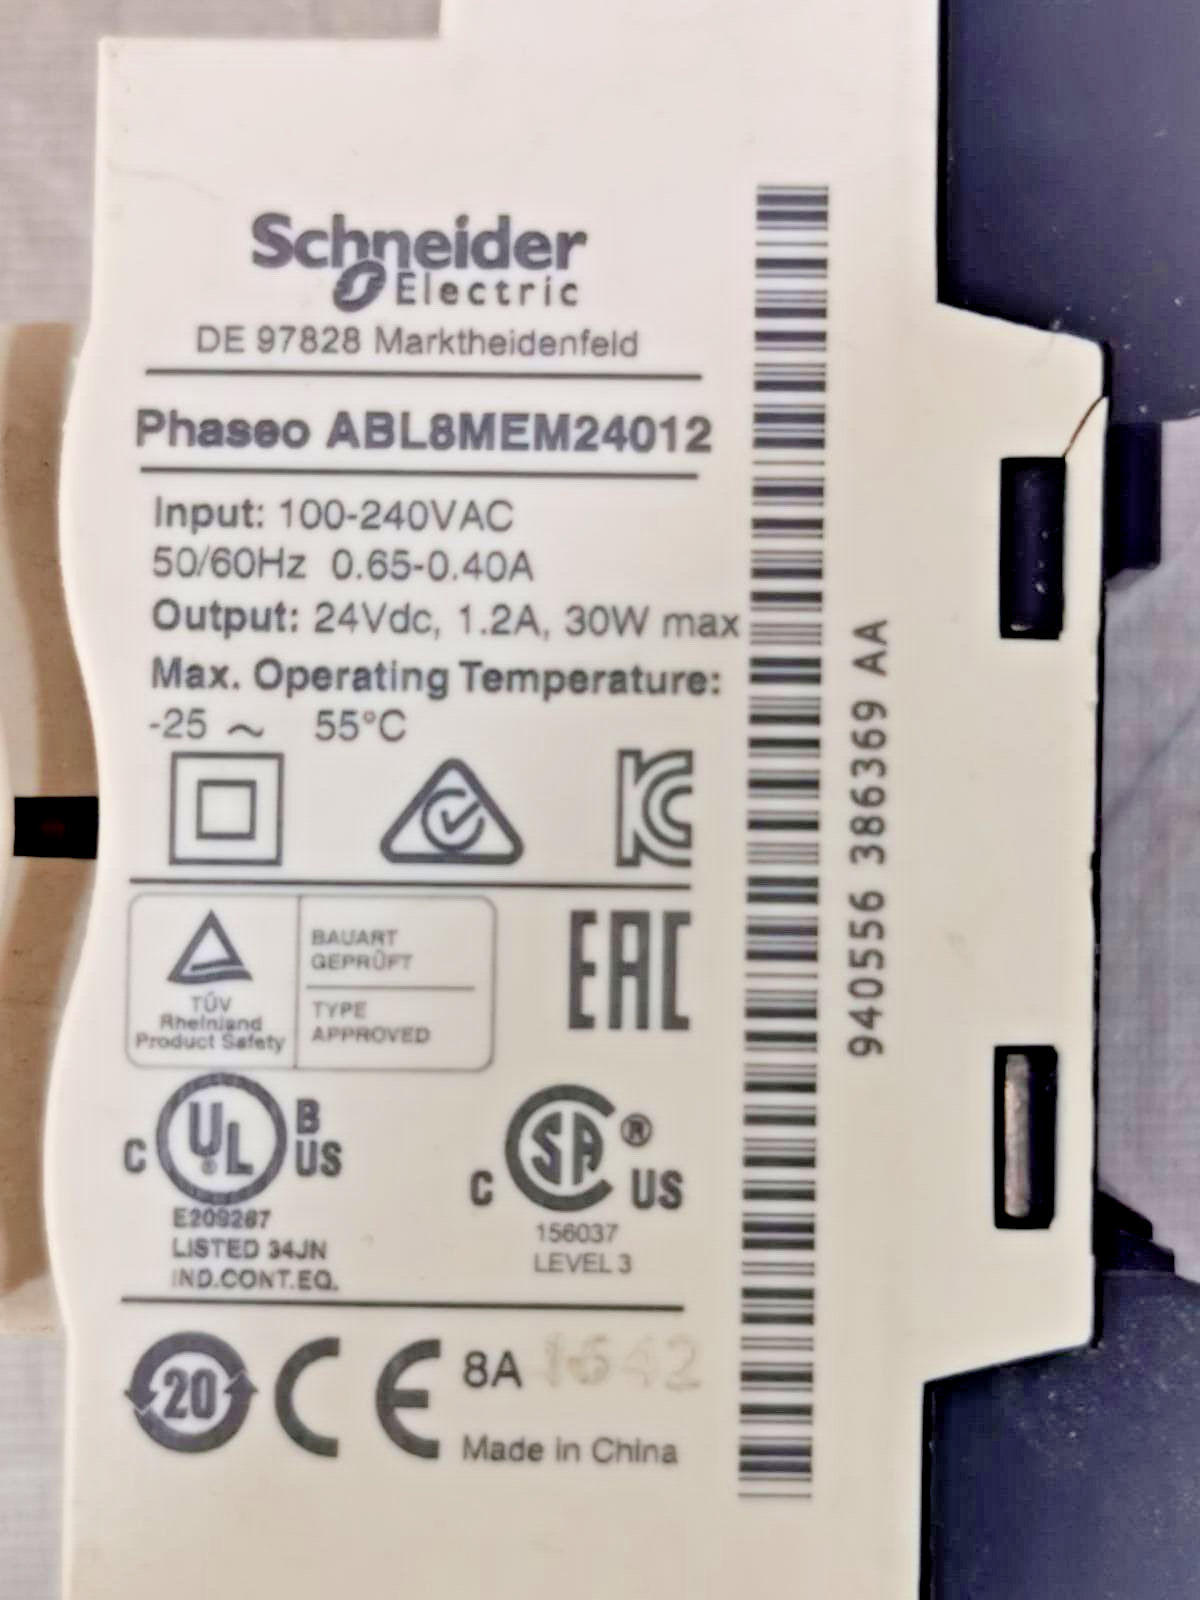 Schneider
Electric
DE 97828 Marktheidenfeld
Phaseo ABL8MEM24012
Input: 100-240VAC
50/60Hz 0.65-0.40A
Output: 24Vdc, 1.2A, 30W max
Max. Operating Temperature:
-25 ~ 55°C
KC
TÜV
Rheinland
Product Safety
BAUART
GEPRÜFT
TYPE
APPROVED
EAC
C UL ® B US
E209287
LISTED 34JN
IND.CONT.EQ.
C SA ® US
156037
LEVEL 3
20 CE 8A 1642
Made in China
940556 386369 AA